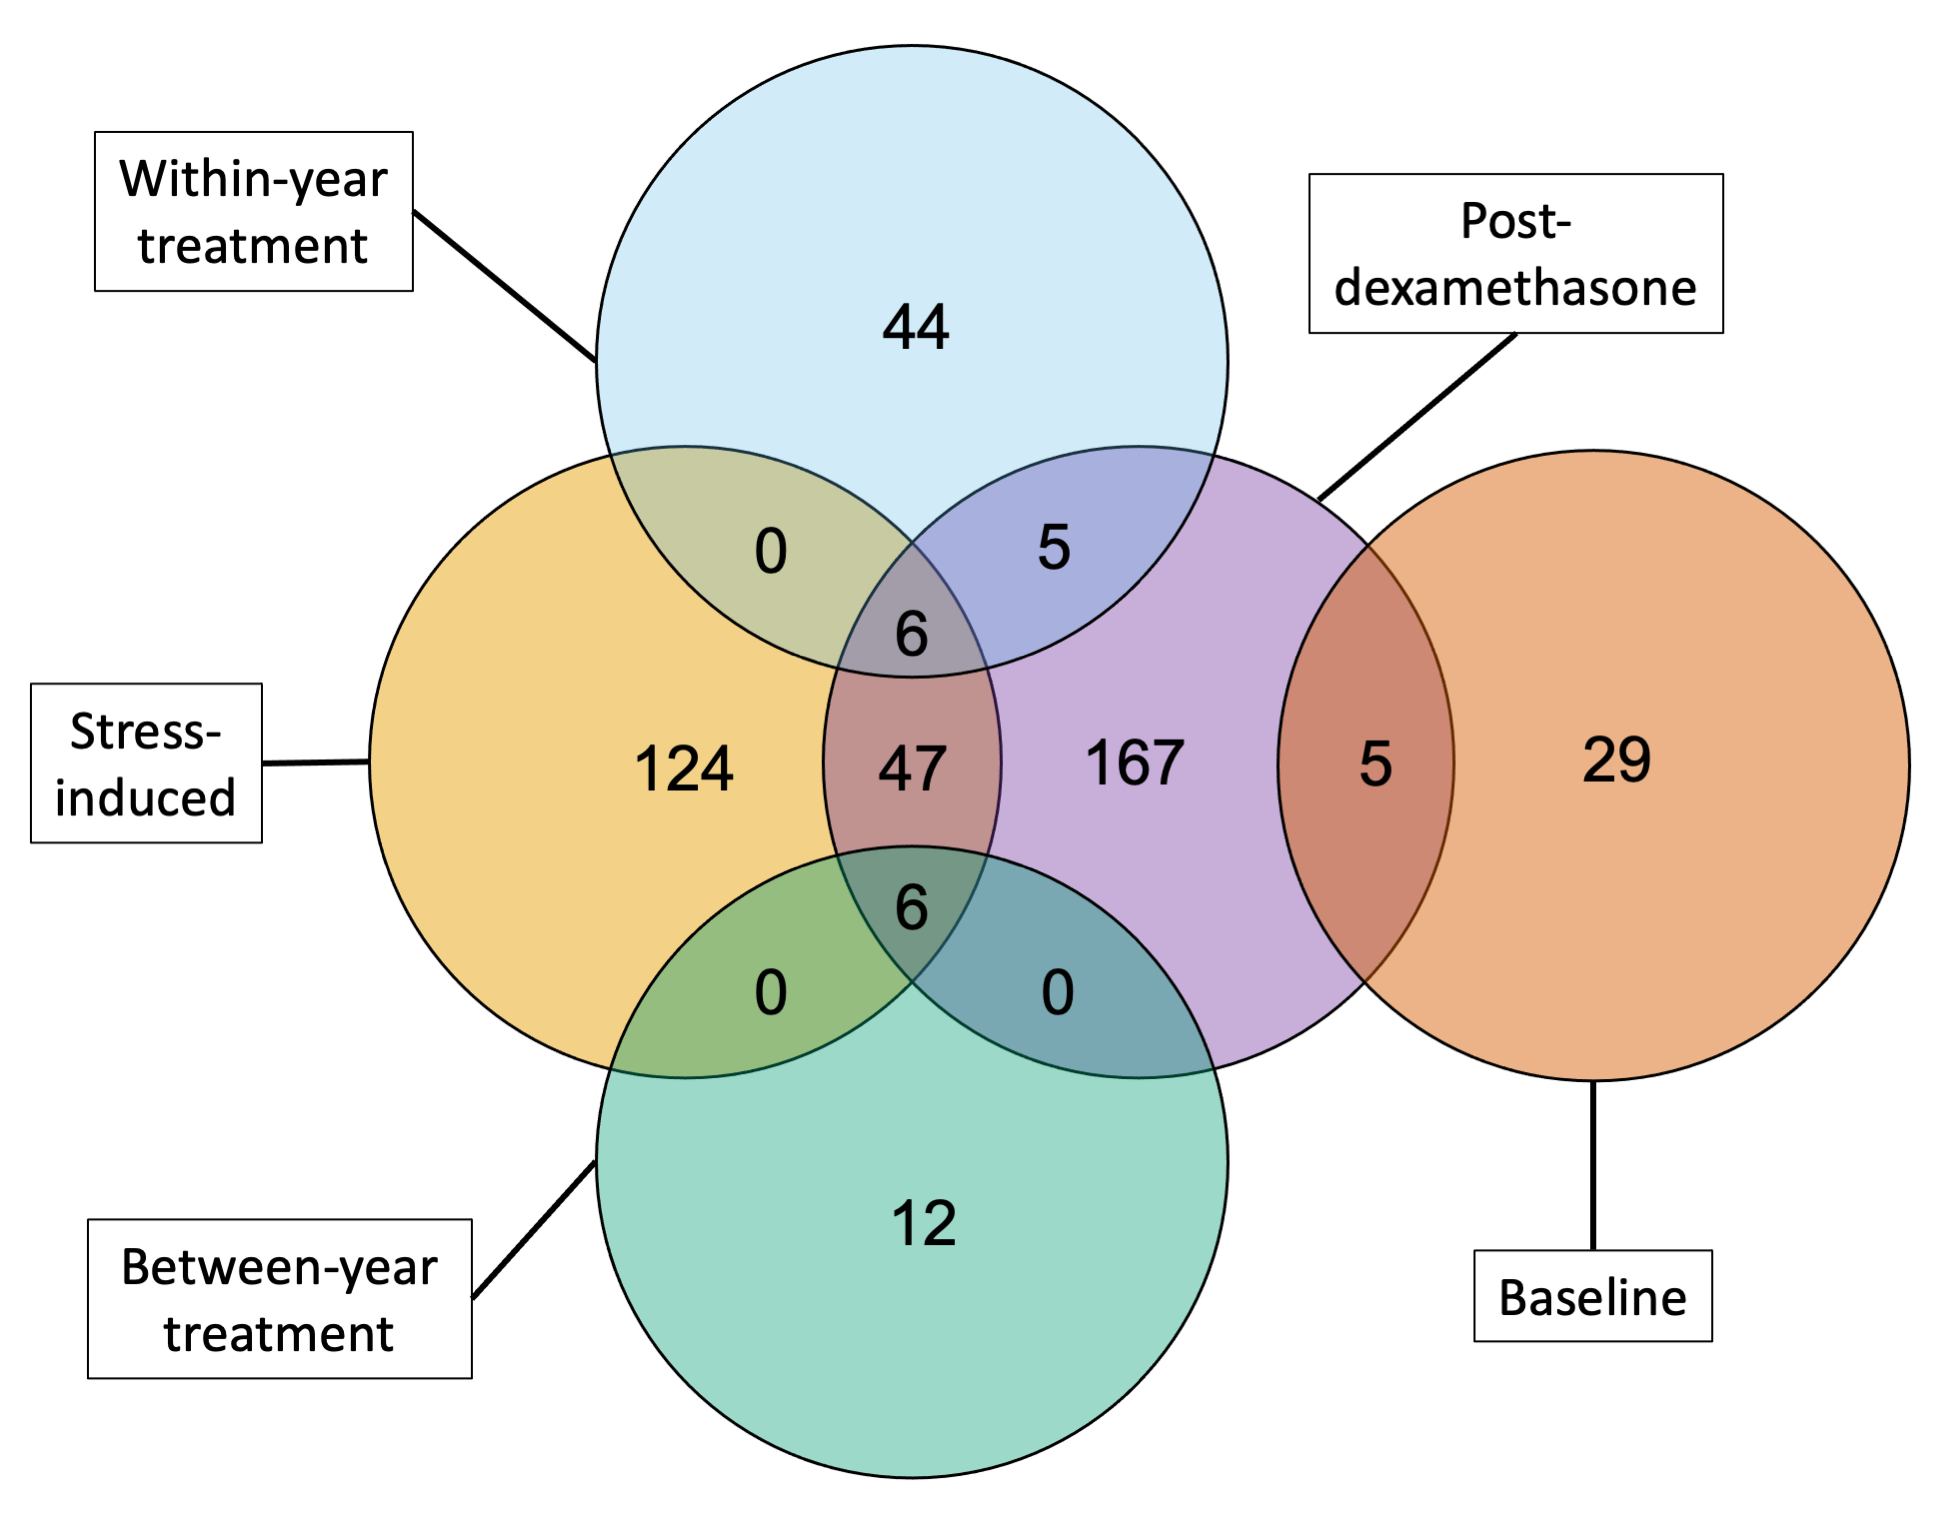 Within-year
treatment
Post-
dexamethasone
44
0
5
6
Stress-
induced
124
47
167
5
29
6
0
0
12
Between-year
treatment
Baseline